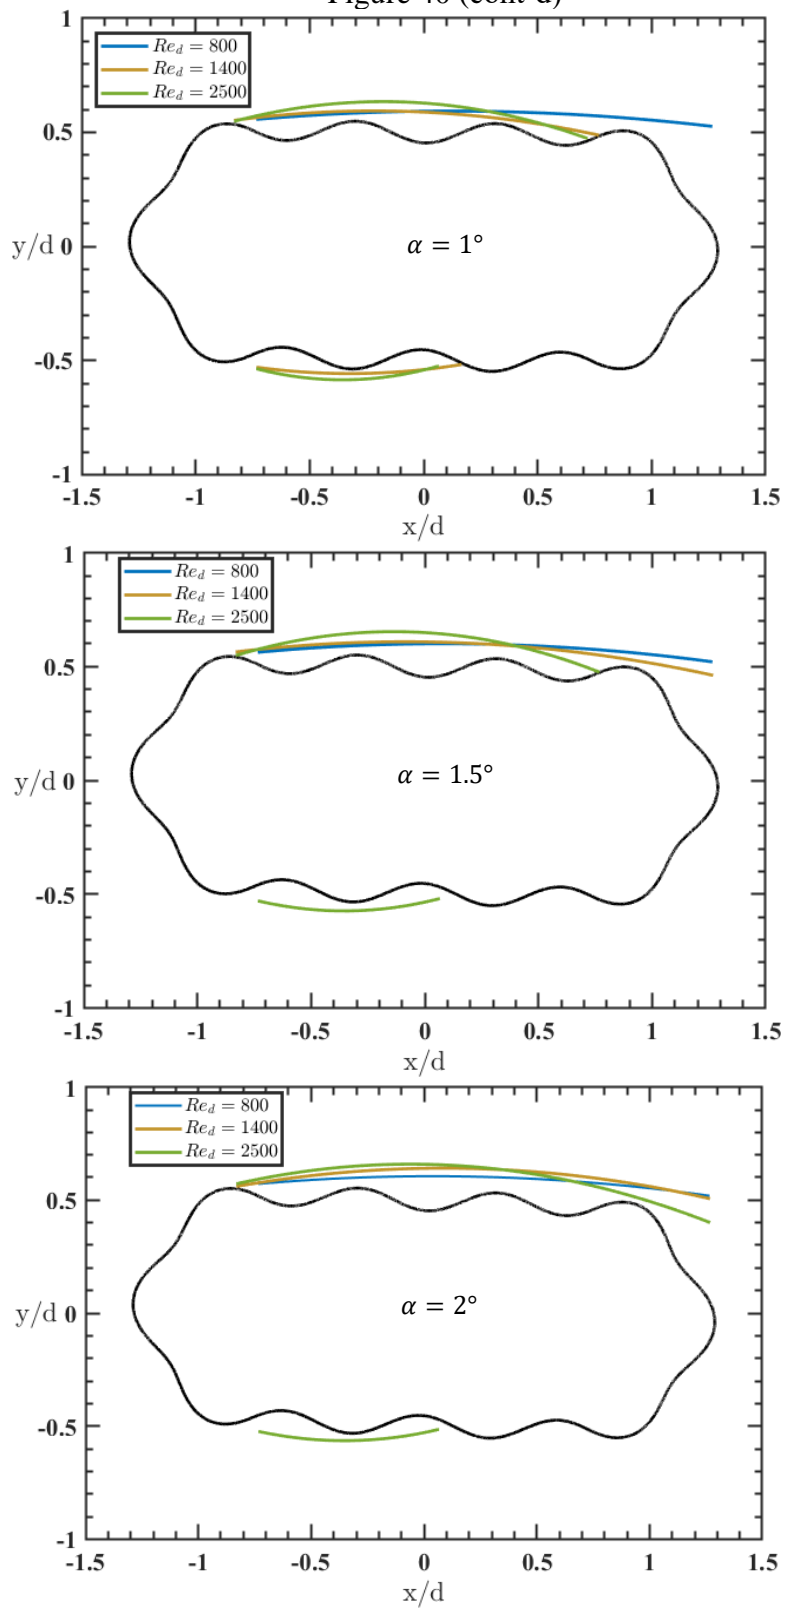 Figure 40 (cont'd)
1
Re_d = 800
Re_d = 1400
Re_d = 2500
0.5
y/d 0
α = 1°
-0.5
-1
-1.5 -1 -0.5 0 0.5 1 1.5
x/d
1
Re_d = 800
Re_d = 1400
Re_d = 2500
0.5
y/d 0
α = 1.5°
-0.5
-1
-1.5 -1 -0.5 0 0.5 1 1.5
x/d
1
Re_d = 800
Re_d = 1400
Re_d = 2500
0.5
y/d 0
α = 2°
-0.5
-1
-1.5 -1 -0.5 0 0.5 1 1.5
x/d